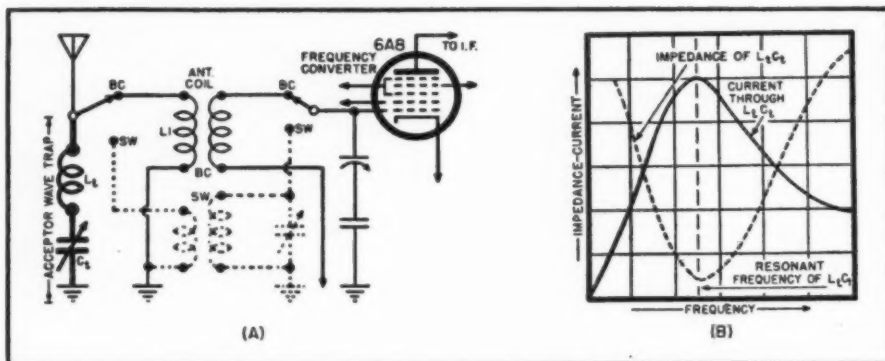 6A8
TO I.F.
FREQUENCY
CONVERTER
ANT.
COIL
BC
BC
SW
L1
SW
BC
SW
ACCEPTOR WAVE TRAP
Lt
Ct
(A)
IMPEDANCE OF LtCt
CURRENT
THROUGH
LtCt
IMPEDANCE-CURRENT
RESONANT
FREQUENCY OF LtCt
FREQUENCY
(B)